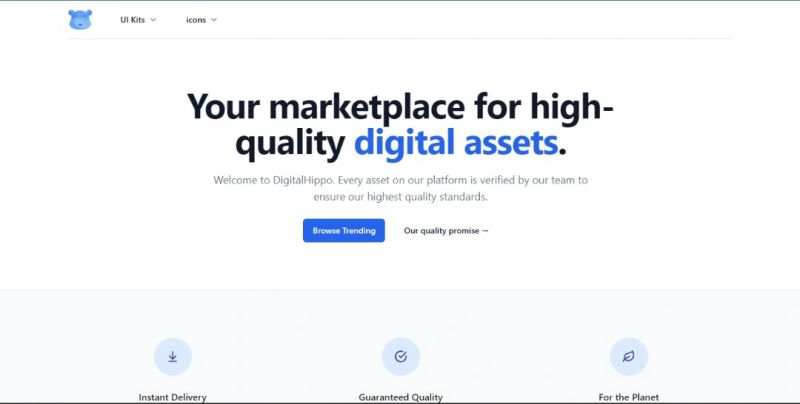 UI Kits
icons
Your marketplace for high-
quality digital assets.
Welcome to DigitalHippo. Every asset on our platform is verified by our team to
ensure our highest quality standards.
Browse Trending
Our quality promise →
Instant Delivery
Guaranteed Quality
For the Planet